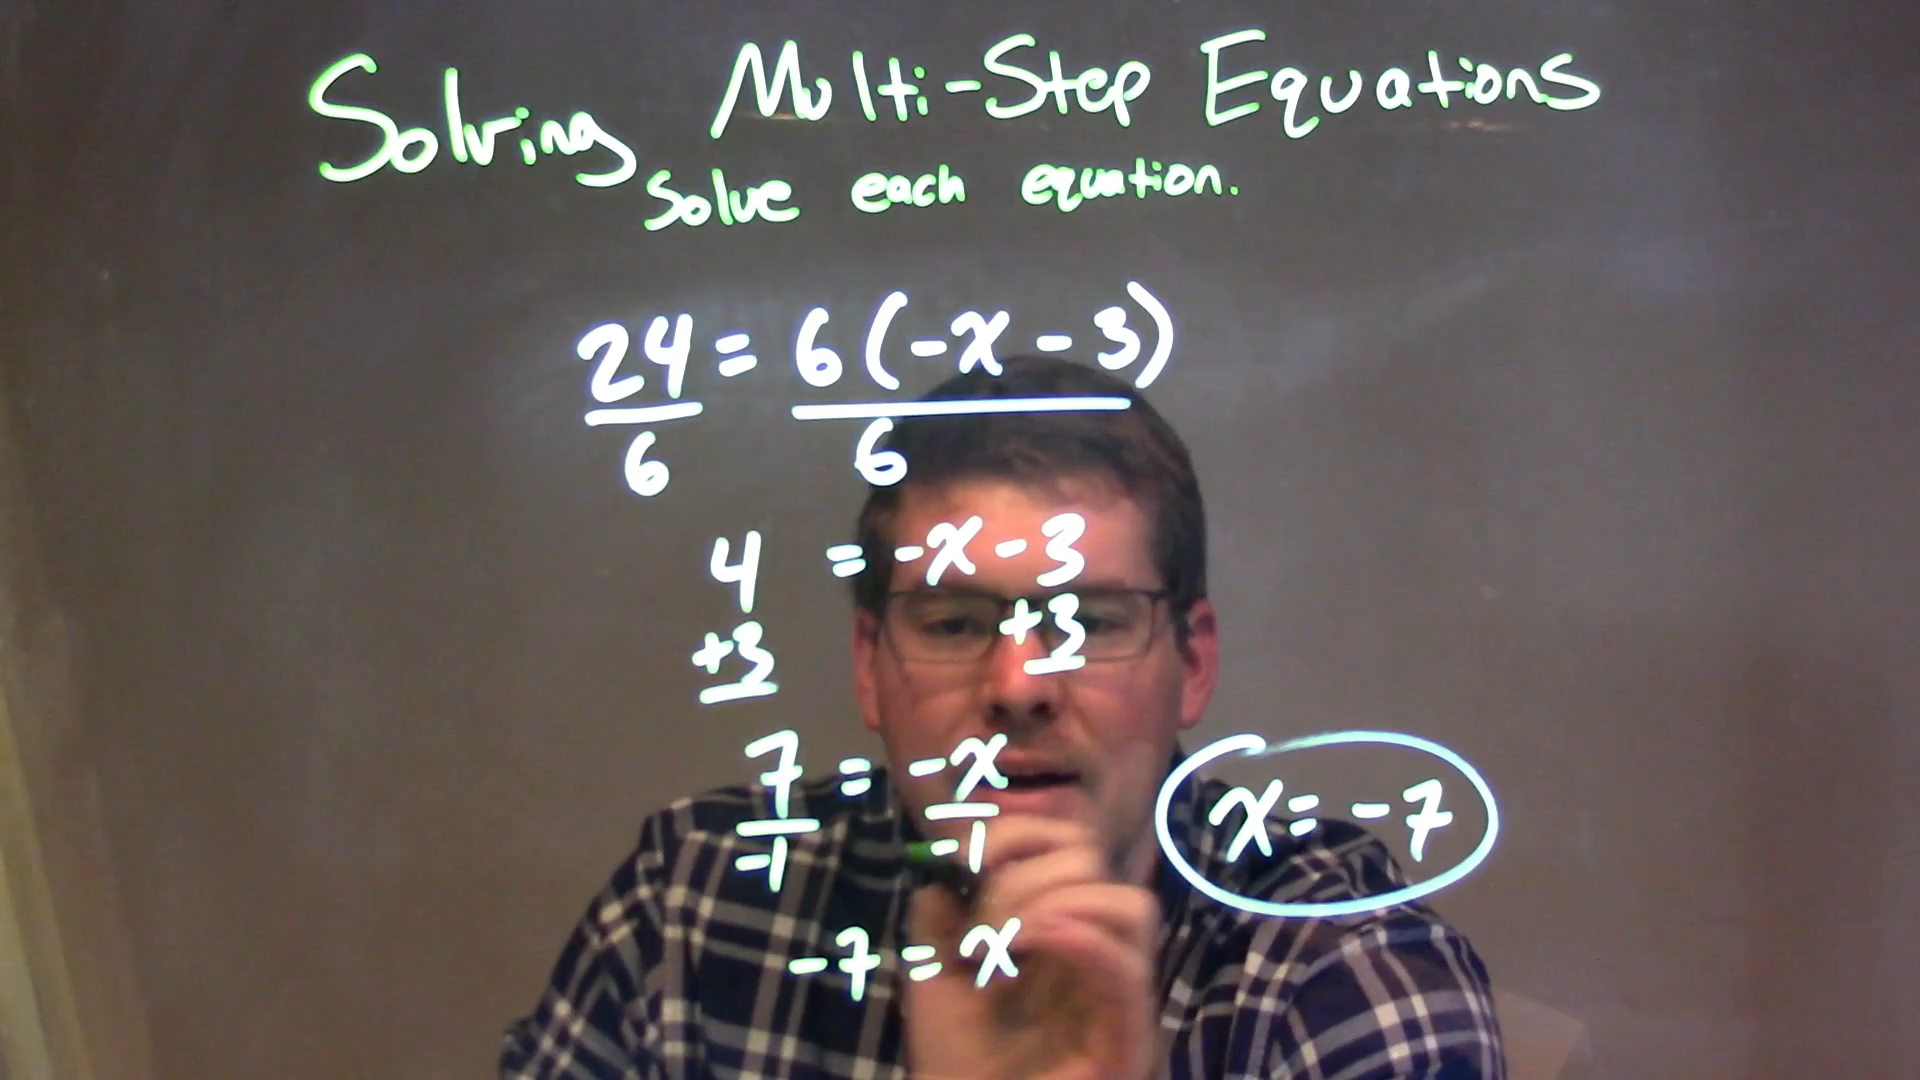 Solving Multi-Step Equations
Solve each equation.
24 = 6(-x - 3)
6 6
4 = -x - 3
+3 +3
7 = -x
-1 -1
x = -7
-7 = x